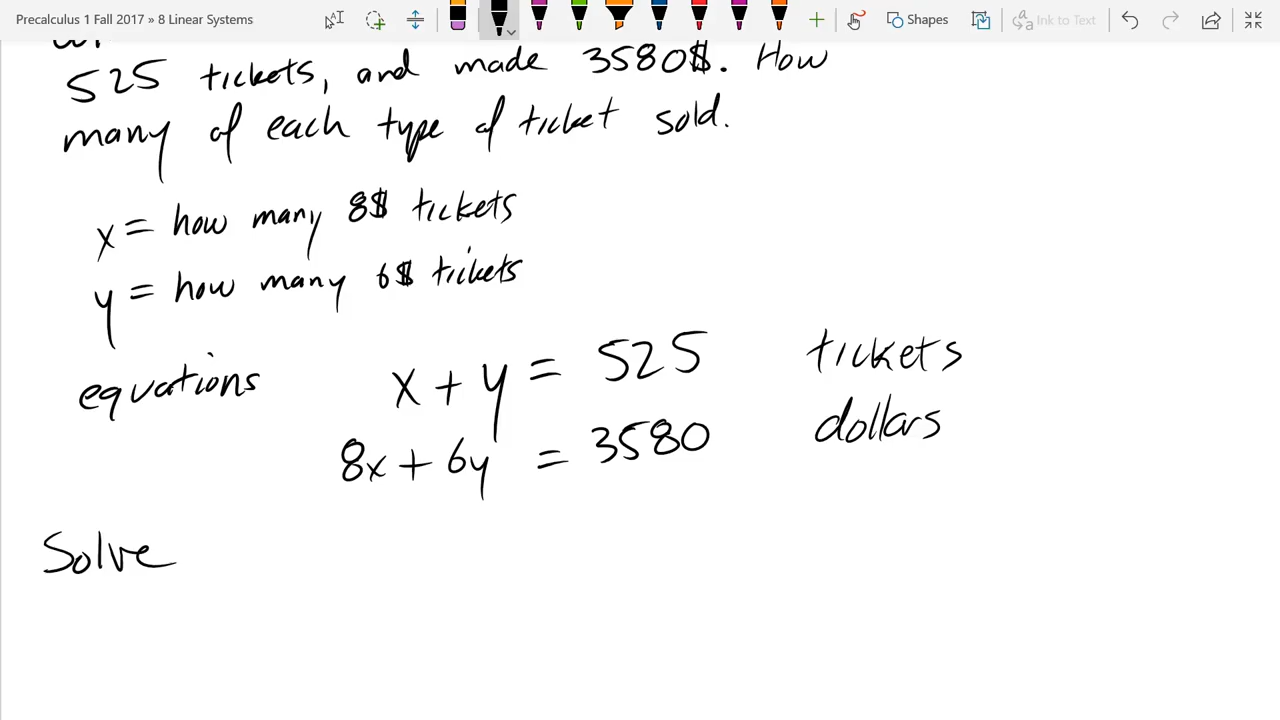 Precalculus 1 Fall 2017 » 8 Linear Systems
Shapes
Ink to Text
525 tickets, and made 3580$. How
many of each type of ticket sold.
x = how many 8$ tickets
y = how many 6$ tickets
equations x + y = 525 tickets
8x + 6y = 3580 dollars
Solve